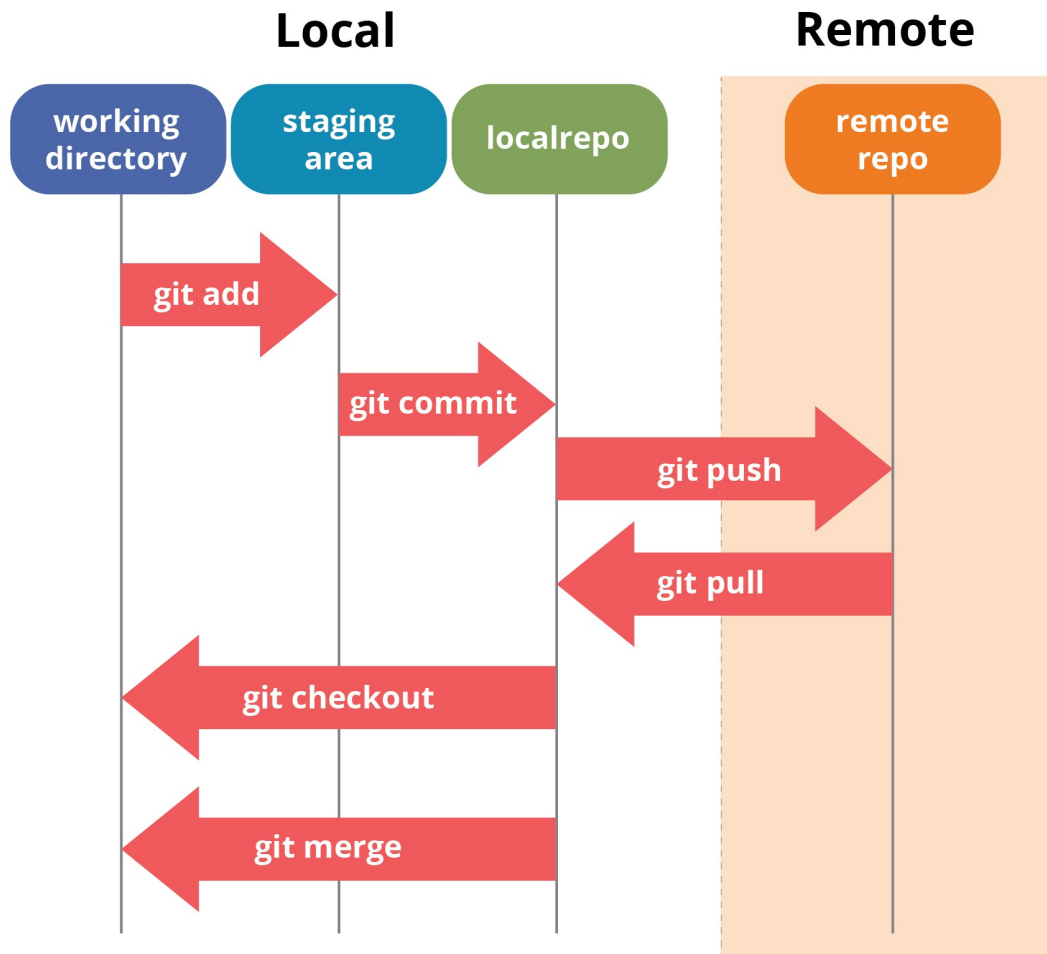 Local
Remote
working
directory
staging
area
localrepo
remote
repo
git add
git commit
git push
git pull
git checkout
git merge